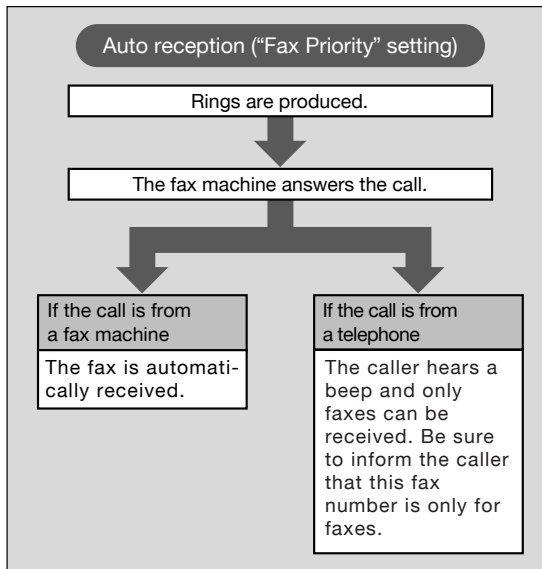 Auto reception (“Fax Priority” setting)
Rings are produced.
The fax machine answers the call.
If the call is from
a fax machine
The fax is automati-
cally received.
If the call is from
a telephone
The caller hears a
beep and only
faxes can be
received. Be sure
to inform the caller
that this fax
number is only for
faxes.